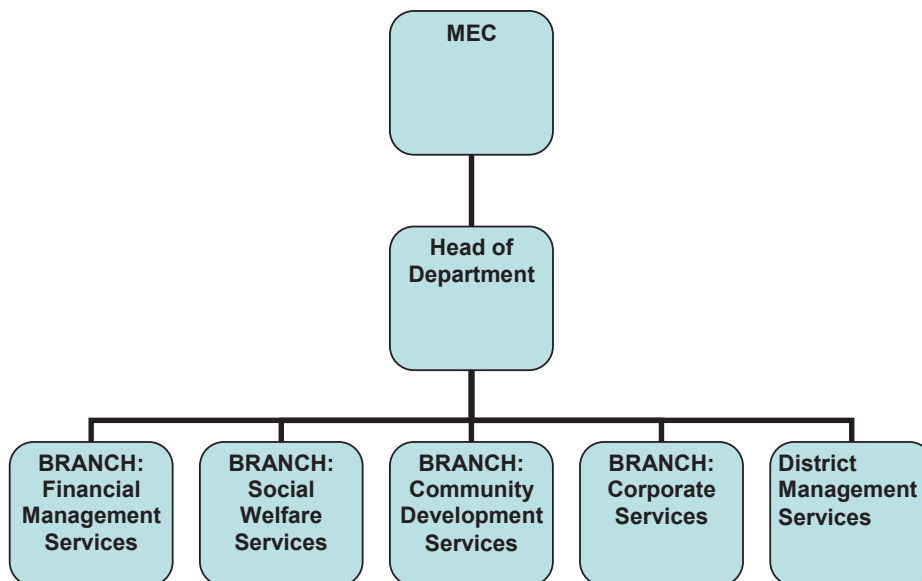 MEC
Head of
Department
BRANCH:
Financial
Management
Services
BRANCH:
Social
Welfare
Services
BRANCH:
Community
Development
Services
BRANCH:
Corporate
Services
District
Management
Services